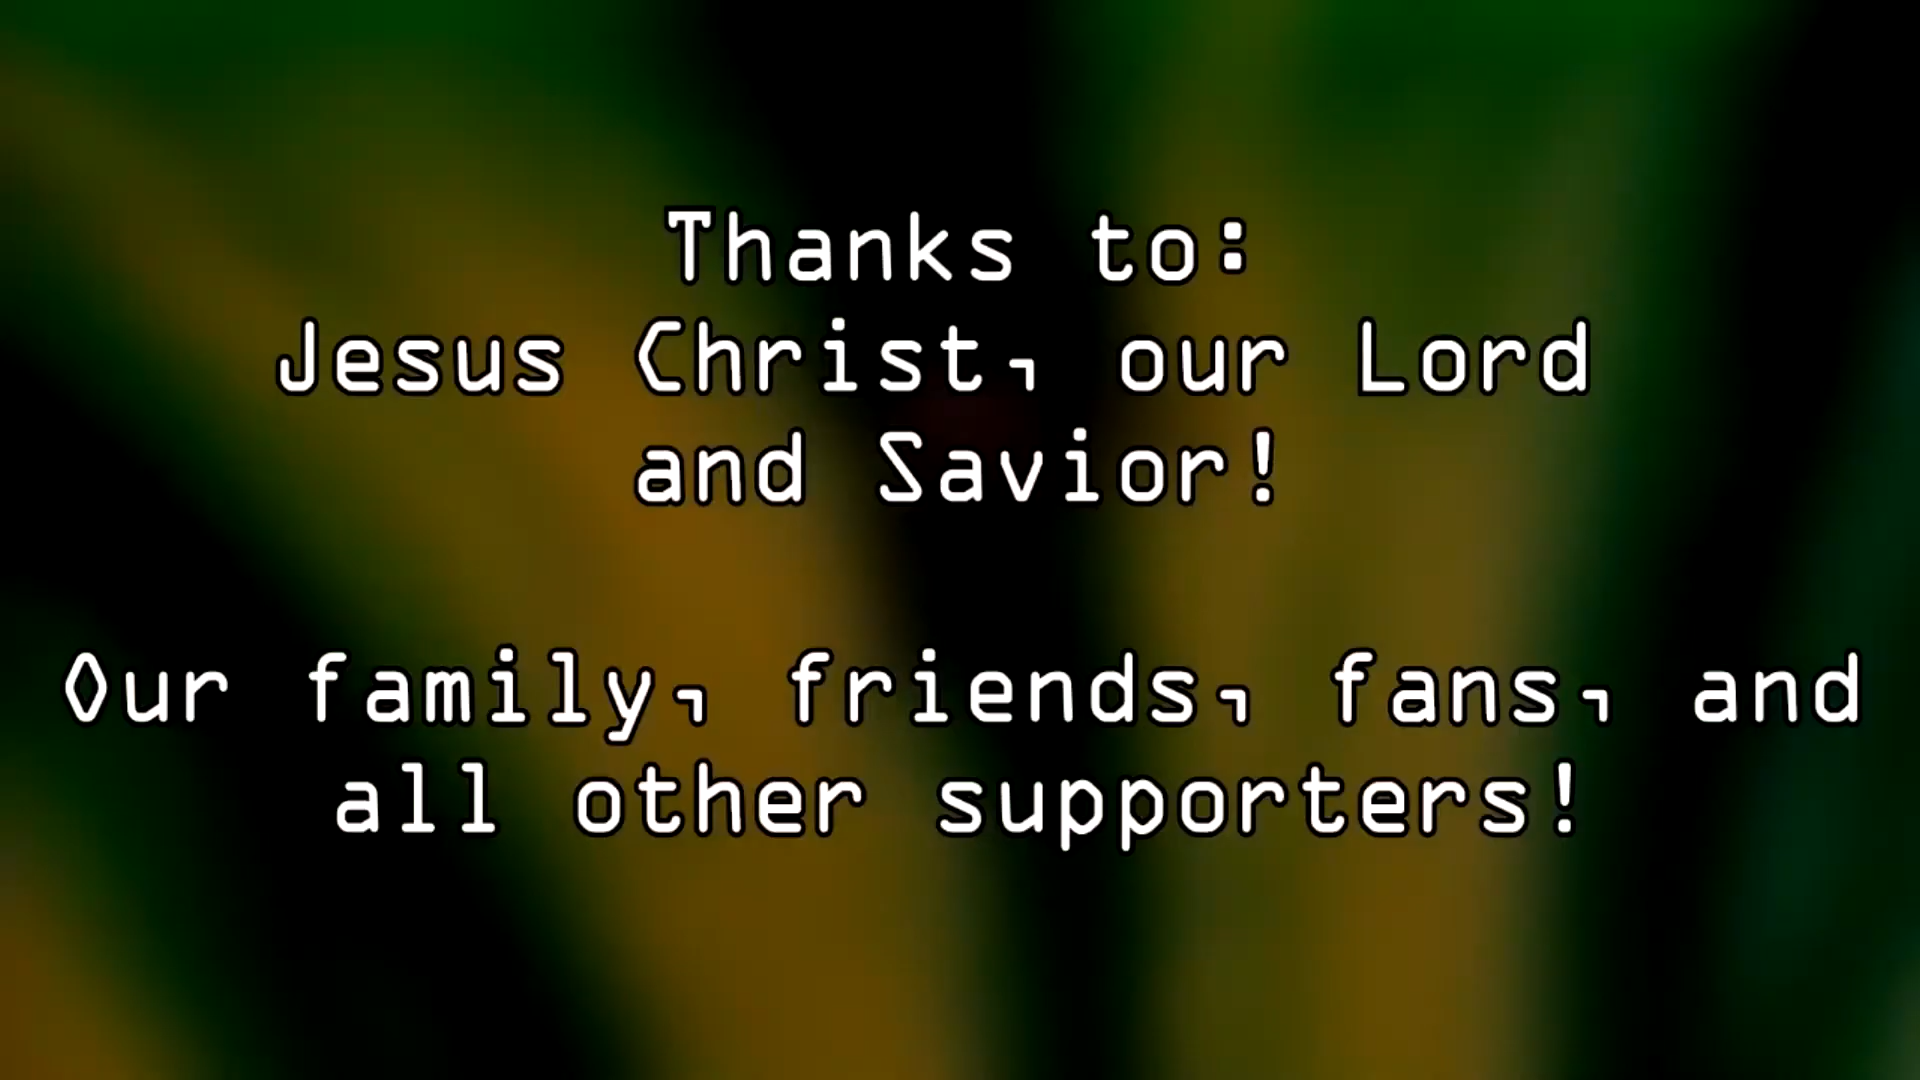 Thanks to:
Jesus Christ, our Lord
and Savior!
Our family, friends, fans, and
all other supporters!